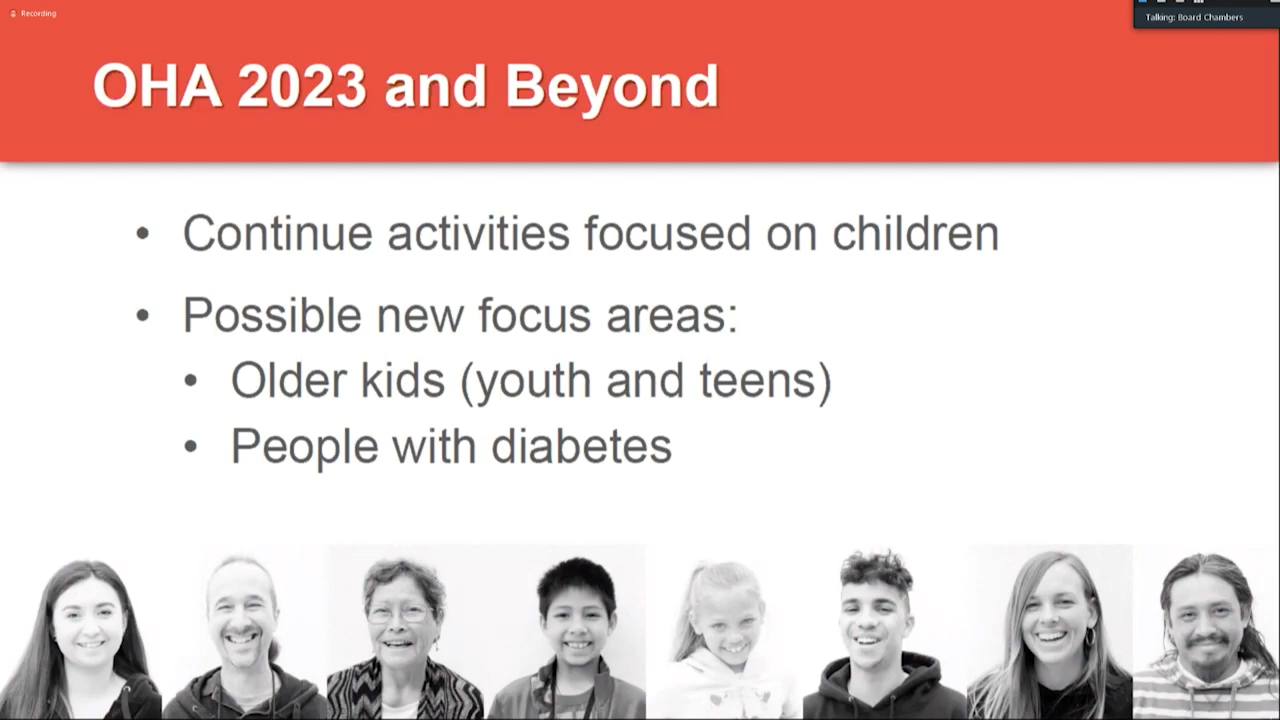 Recording
Talking: Board Chambers
OHA 2023 and Beyond
• Continue activities focused on children
• Possible new focus areas:
• Older kids (youth and teens)
• People with diabetes